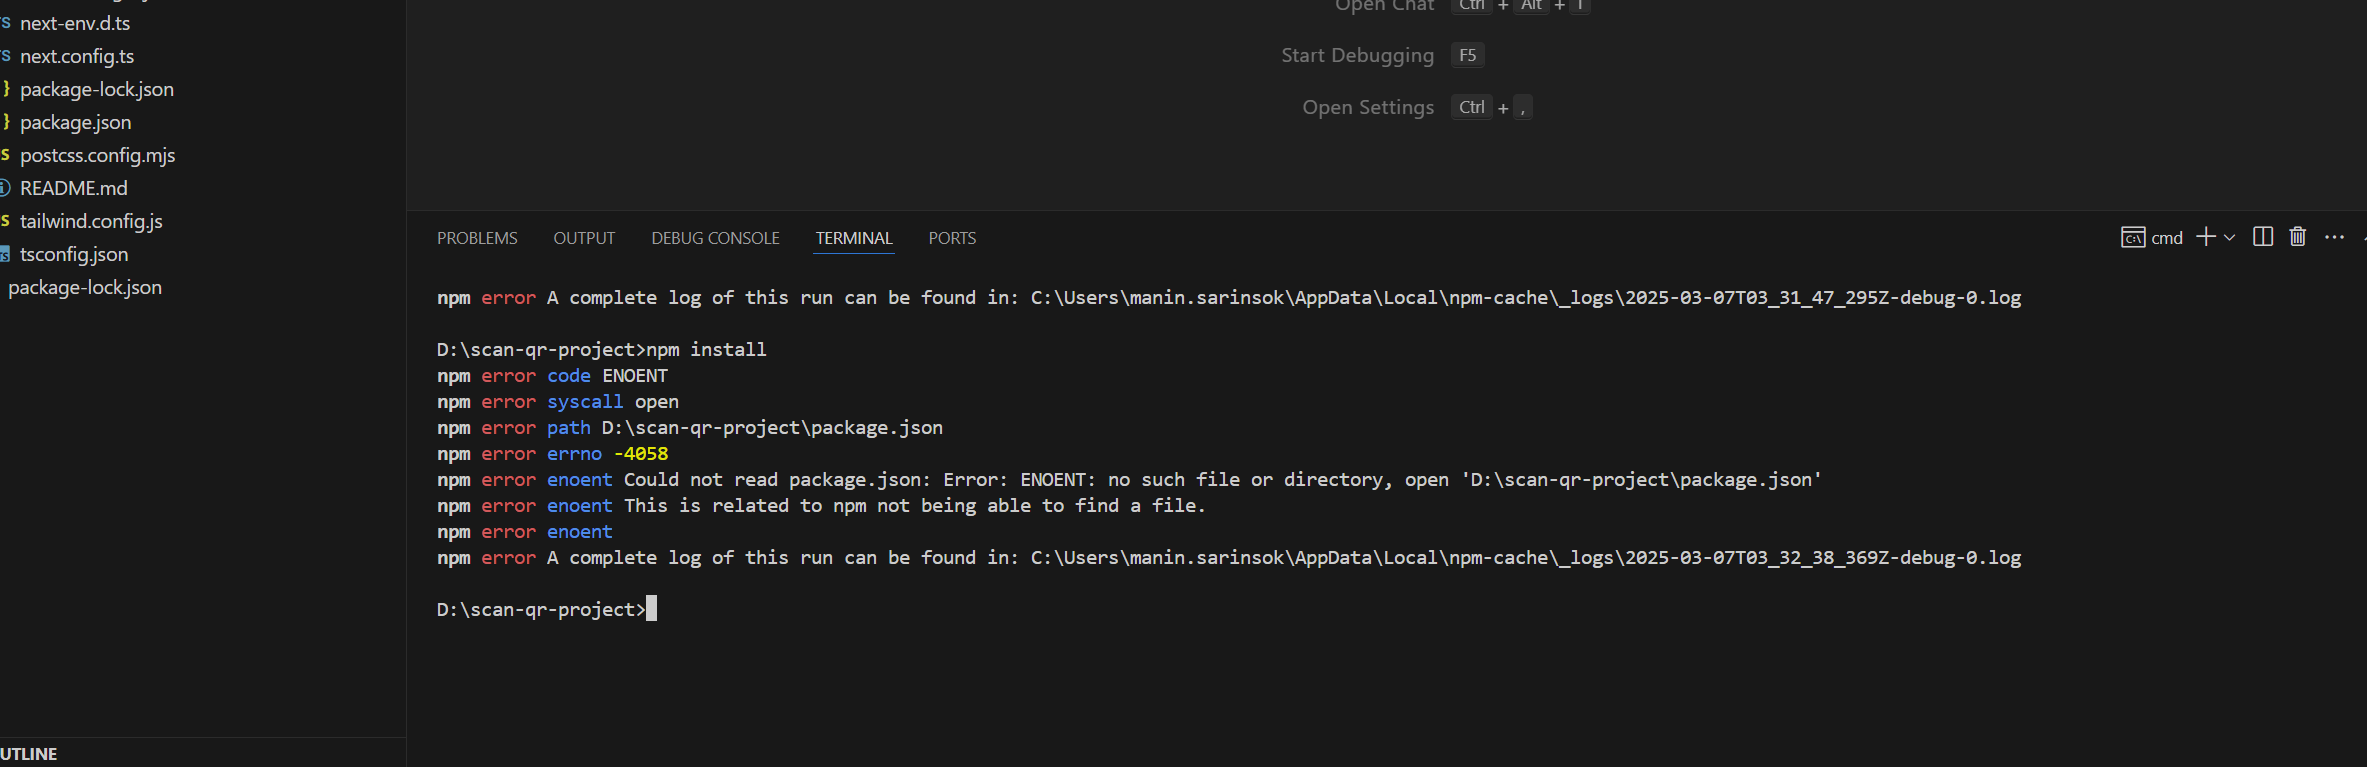 next-env.d.ts
next.config.ts
package-lock.json
package.json
postcss.config.mjs
README.md
tailwind.config.js
tsconfig.json
package-lock.json
UTLINE
Open Chat Ctrl + Alt + I
Start Debugging F5
Open Settings Ctrl + ,
PROBLEMS OUTPUT DEBUG CONSOLE TERMINAL PORTS
cmd
npm error A complete log of this run can be found in: C:\Users\manin.sarinsok\AppData\Local\npm-cache\_logs\2025-03-07T03_31_47_295Z-debug-0.log
D:\scan-qr-project>npm install
npm error code ENOENT
npm error syscall open
npm error path D:\scan-qr-project\package.json
npm error errno -4058
npm error enoent Could not read package.json: Error: ENOENT: no such file or directory, open 'D:\scan-qr-project\package.json'
npm error enoent This is related to npm not being able to find a file.
npm error enoent
npm error A complete log of this run can be found in: C:\Users\manin.sarinsok\AppData\Local\npm-cache\_logs\2025-03-07T03_32_38_369Z-debug-0.log
D:\scan-qr-project>